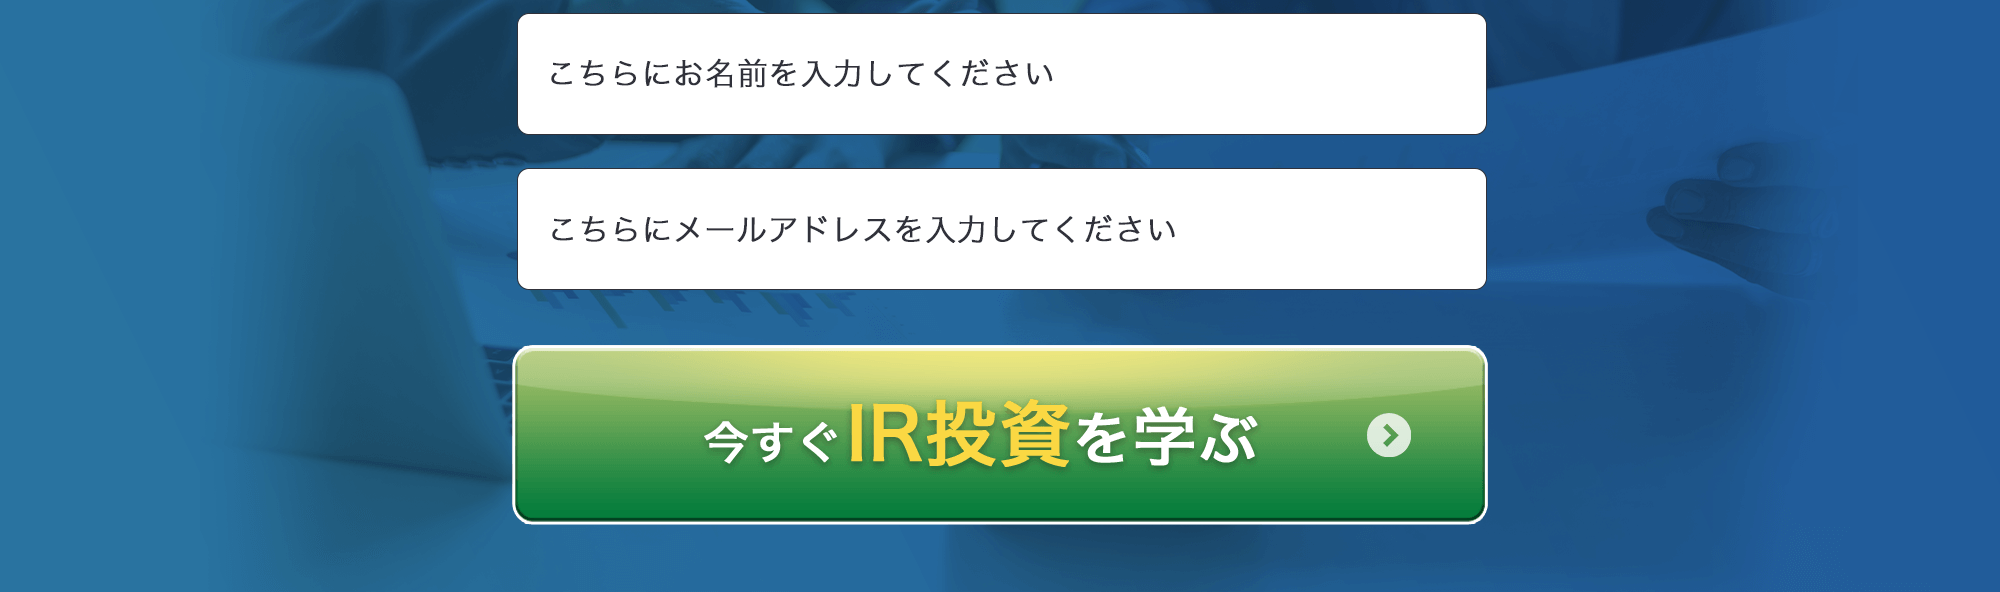 こちらにお名前を入力してください
こちらにメールアドレスを入力してください
今すぐIR投資を学ぶ